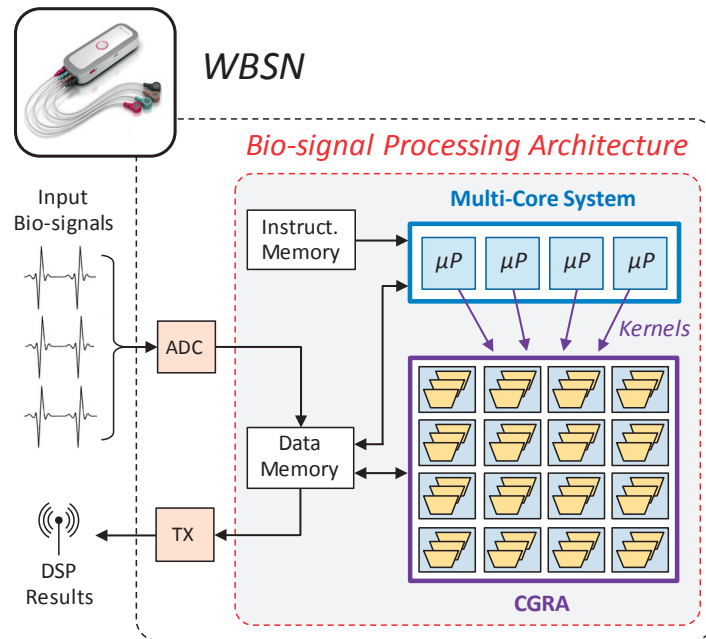 WBSN
Bio-signal Processing Architecture
Input
Bio-signals
Multi-Core System
Instruct.
Memory
μP μP μP μP
Kernels
ADC
Data
Memory
TX
DSP
Results
CGRA